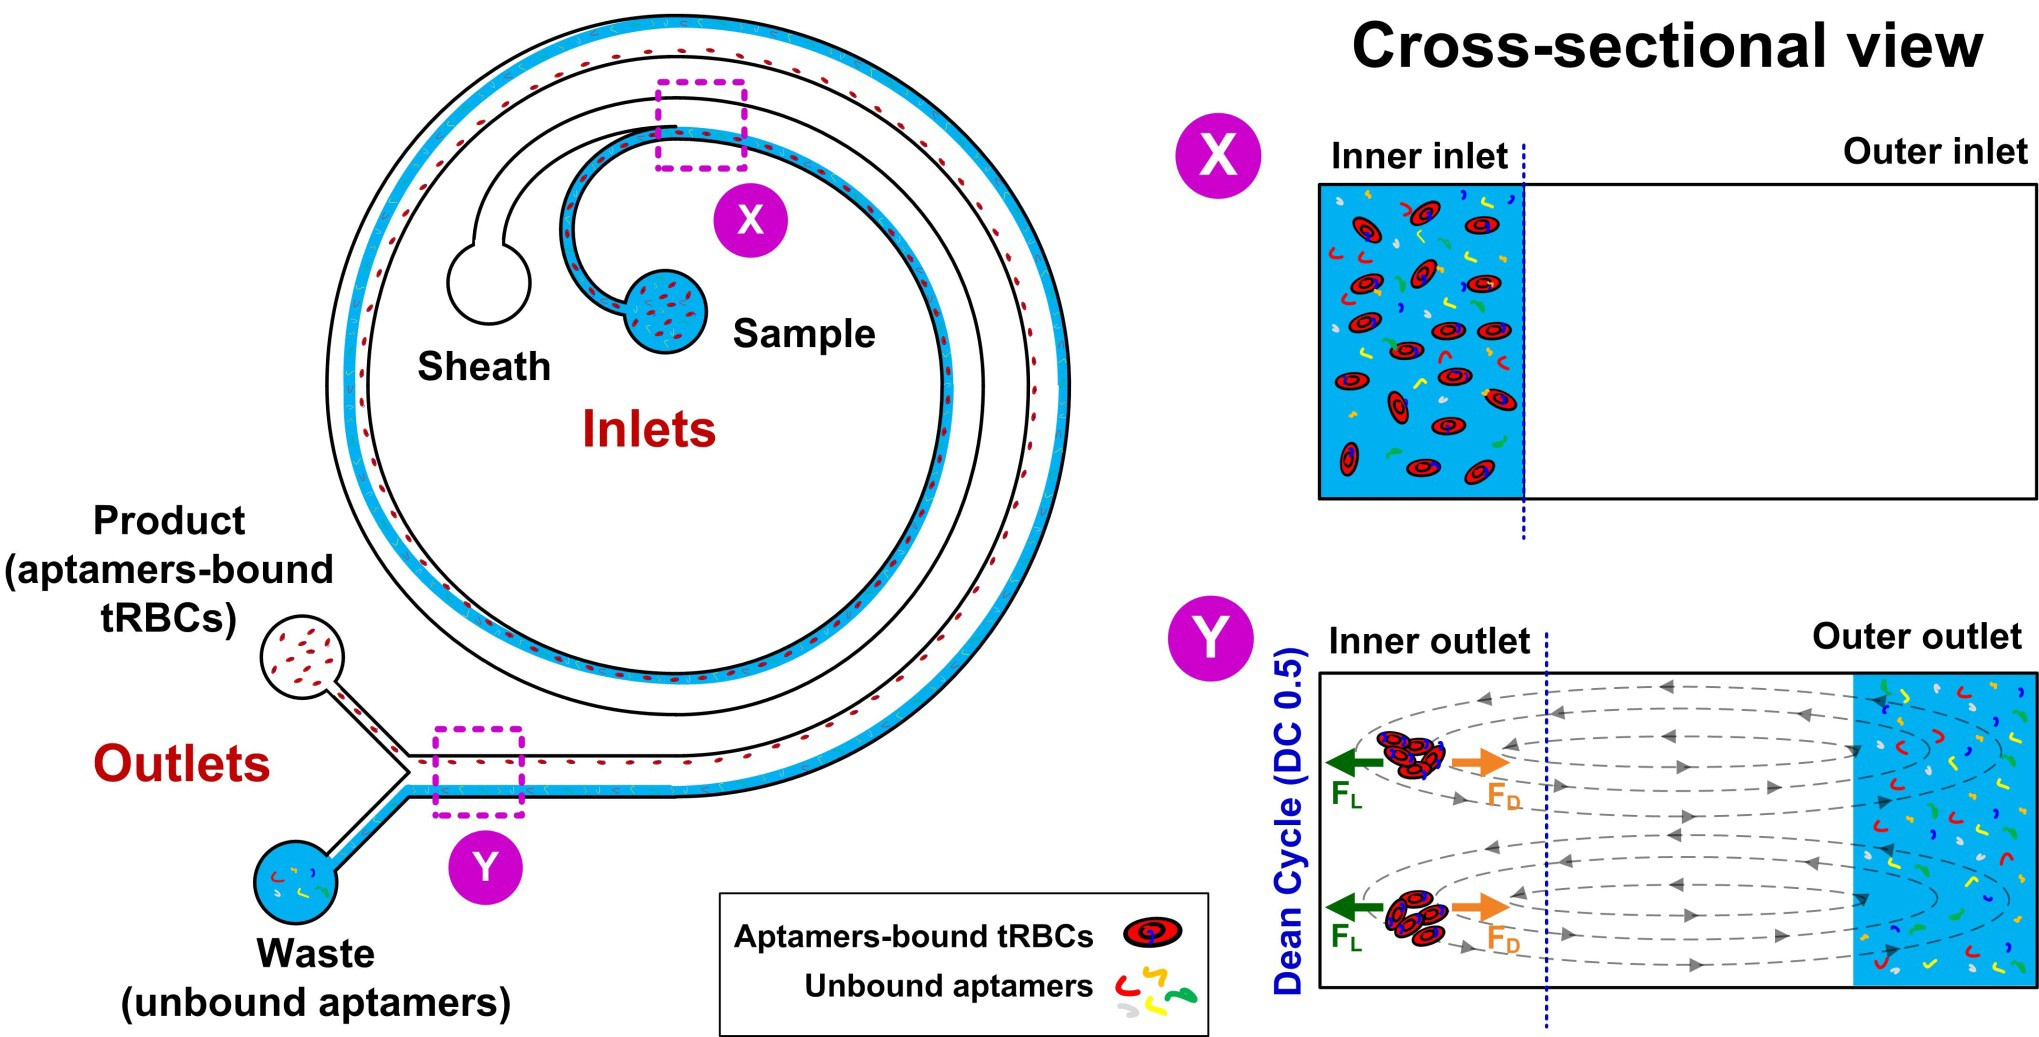 Cross-sectional view
X
Inner inlet
Outer inlet
X
Sample
Sheath
Inlets
Product
(aptamers-bound
tRBCs)
Outlets
Y
Waste
(unbound aptamers)
Aptamers-bound tRBCs
Unbound aptamers
Y
Inner outlet
Outer outlet
Dean Cycle (DC 0.5)
FL
FD
FL
FD